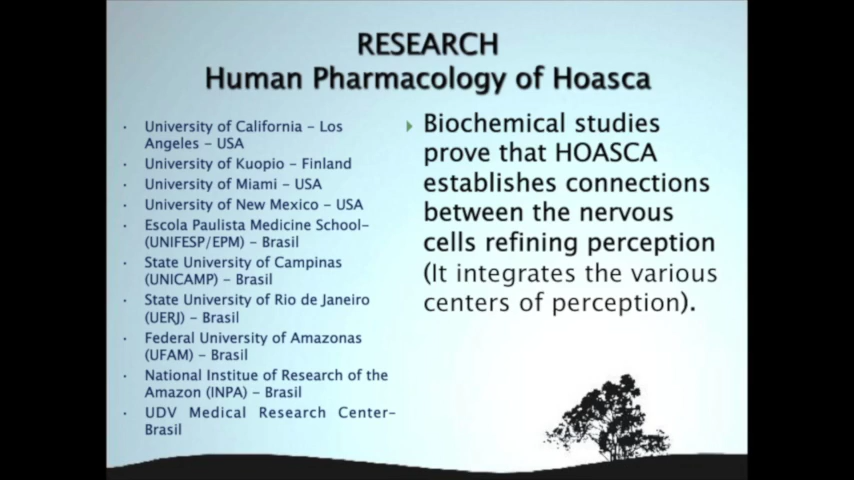 RESEARCH
Human Pharmacology of Hoasca
· University of California – Los
Angeles – USA
· University of Kuopio – Finland
· University of Miami – USA
· University of New Mexico – USA
· Escola Paulista Medicine School–
(UNIFESP/EPM) – Brasil
· State University of Campinas
(UNICAMP) – Brasil
· State University of Rio de Janeiro
(UERJ) – Brasil
· Federal University of Amazonas
(UFAM) – Brasil
· National Institue of Research of the
Amazon (INPA) – Brasil
· UDV Medical Research Center–
Brasil
Biochemical studies
prove that HOASCA
establishes connections
between the nervous
cells refining perception
(It integrates the various
centers of perception).